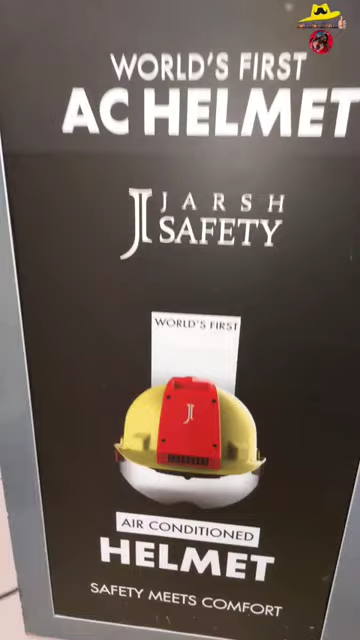 WORLD'S FIRST
AC HELMET
JARSH
SAFETY
WORLD'S FIRST
AIR CONDITIONED
HELMET
SAFETY MEETS COMFORT